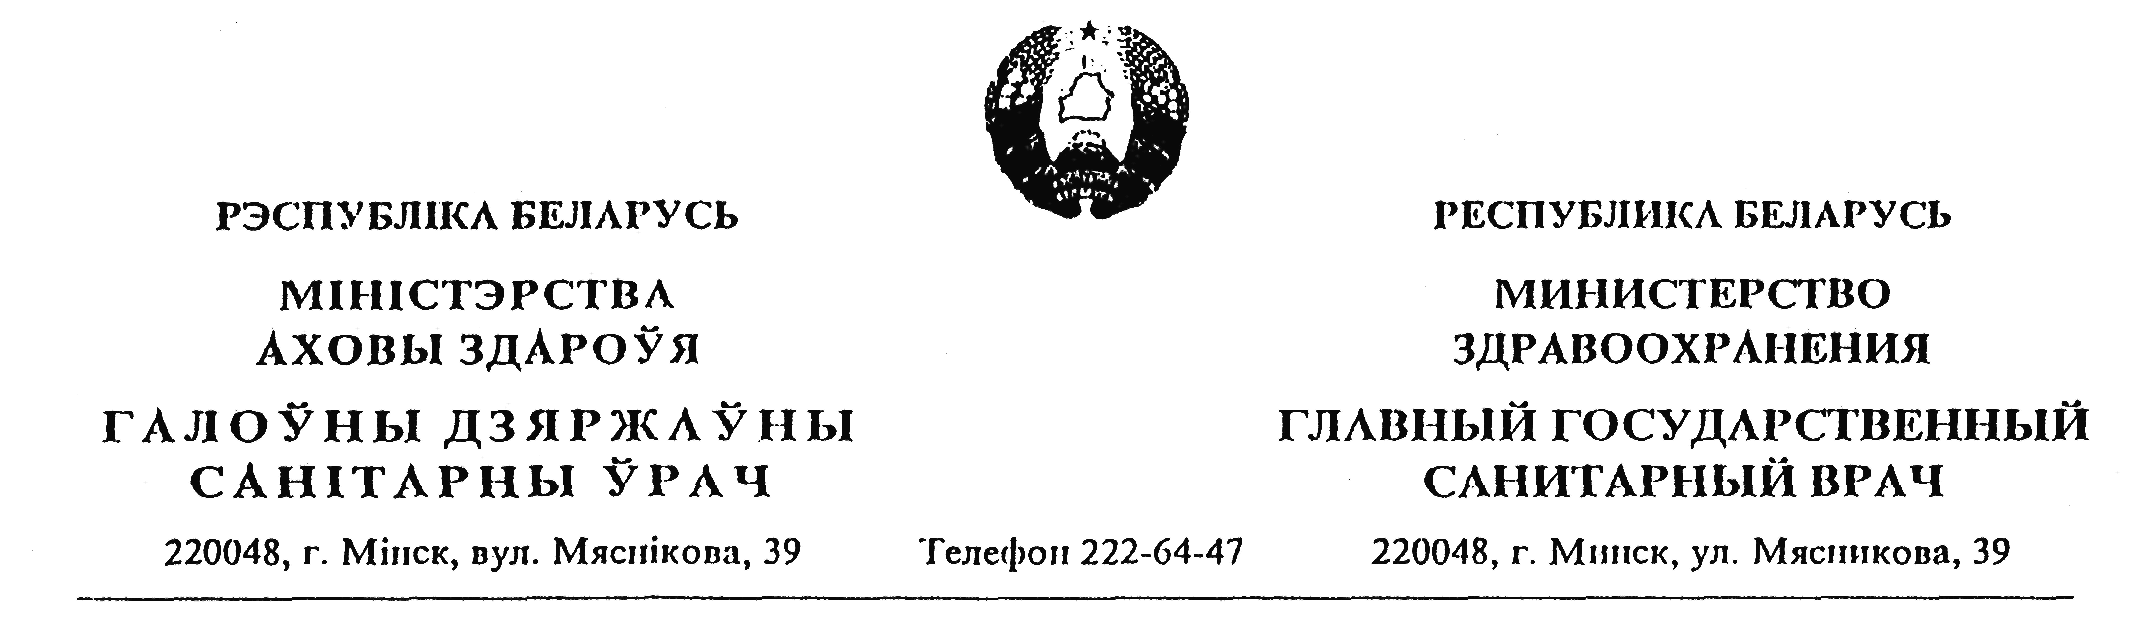 РЭСПУБЛІКА БЕЛАРУСЬ
МІНІСТЭРСТВА
АХОВЫ ЗДАРОЎЯ
ГАЛОЎНЫ ДЗЯРЖАЎНЫ
САНІТАРНЫ ЎРАЧ
220048, г. Мінск, вул. Мяснікова, 39
Телефон 222-64-47
РЕСПУБЛИКА БЕЛАРУСЬ
МИНИСТЕРСТВО
ЗДРАВООХРАНЕНИЯ
ГЛАВНЫЙ ГОСУДАРСТВЕННЫЙ
САНИТАРНЫЙ ВРАЧ
220048, г. Минск, ул. Мясникова, 39